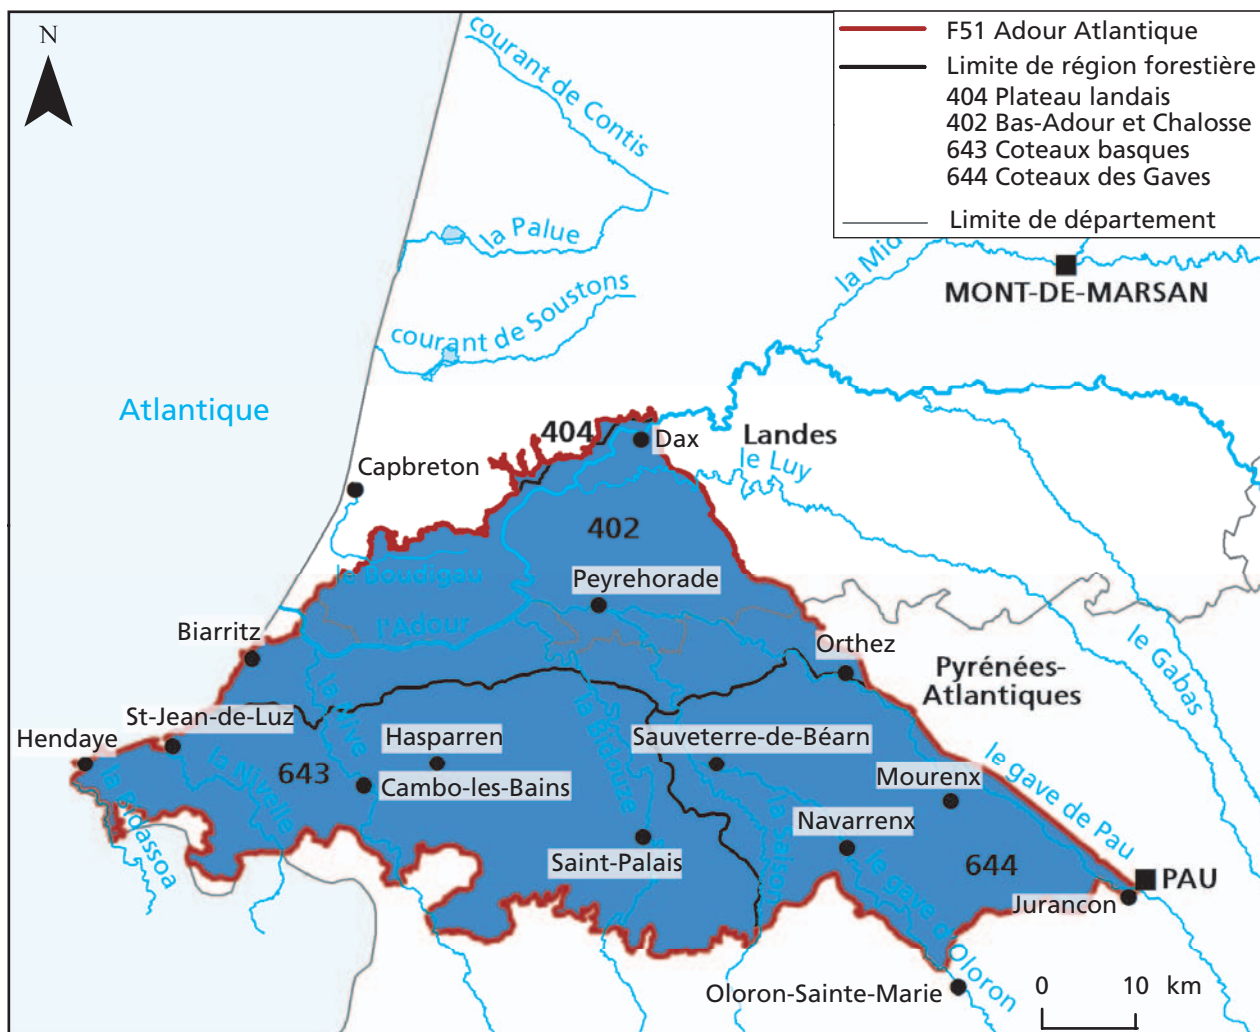 N
F51 Adour Atlantique
Limite de région forestière
404 Plateau landais
402 Bas-Adour et Chalosse
643 Coteaux basques
644 Coteaux des Gaves
Limite de département
courant de Contis
la Palue
courant de Soustons
la Mid
MONT-DE-MARSAN
Atlantique
404
Dax
Landes
le Luy
Capbreton
402
le Boudigau
Peyrehorade
l'Adour
Biarritz
Orthez
le Gabas
Pyrénées-
Atlantiques
St-Jean-de-Luz
Hendaye
la Nive
Hasparren
la Bidouze
Sauveterre-de-Béarn
le gave de Pau
la Nivelle
643
Cambo-les-Bains
Mourenx
la Bidassoa
Navarrenx
Saint-Palais
la Saison
644
PAU
Jurancon
le gave d'Oloron
Oloron-Sainte-Marie
0 10 km